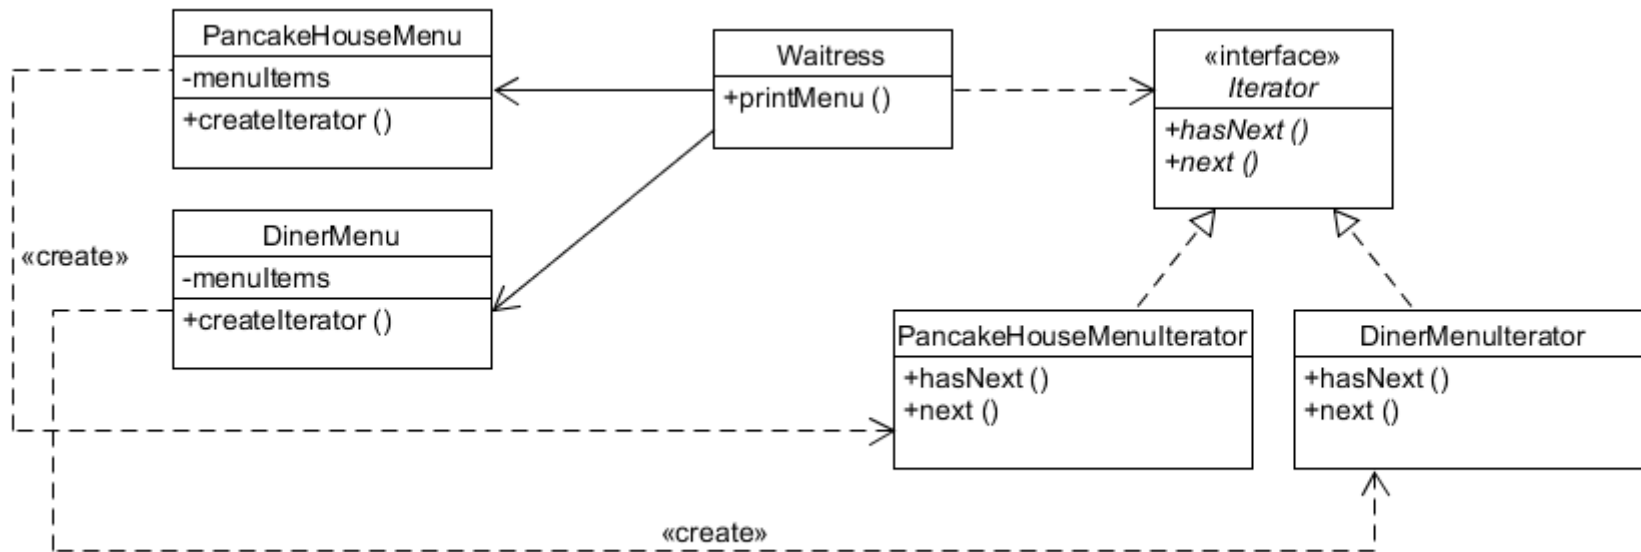 PancakeHouseMenu
-menuItems
+createIterator ()
Waitress
+printMenu ()
«interface»
Iterator
+hasNext ()
+next ()
DinerMenu
-menuItems
+createIterator ()
«create»
PancakeHouseMenuIterator
+hasNext ()
+next ()
DinerMenuIterator
+hasNext ()
+next ()
«create»